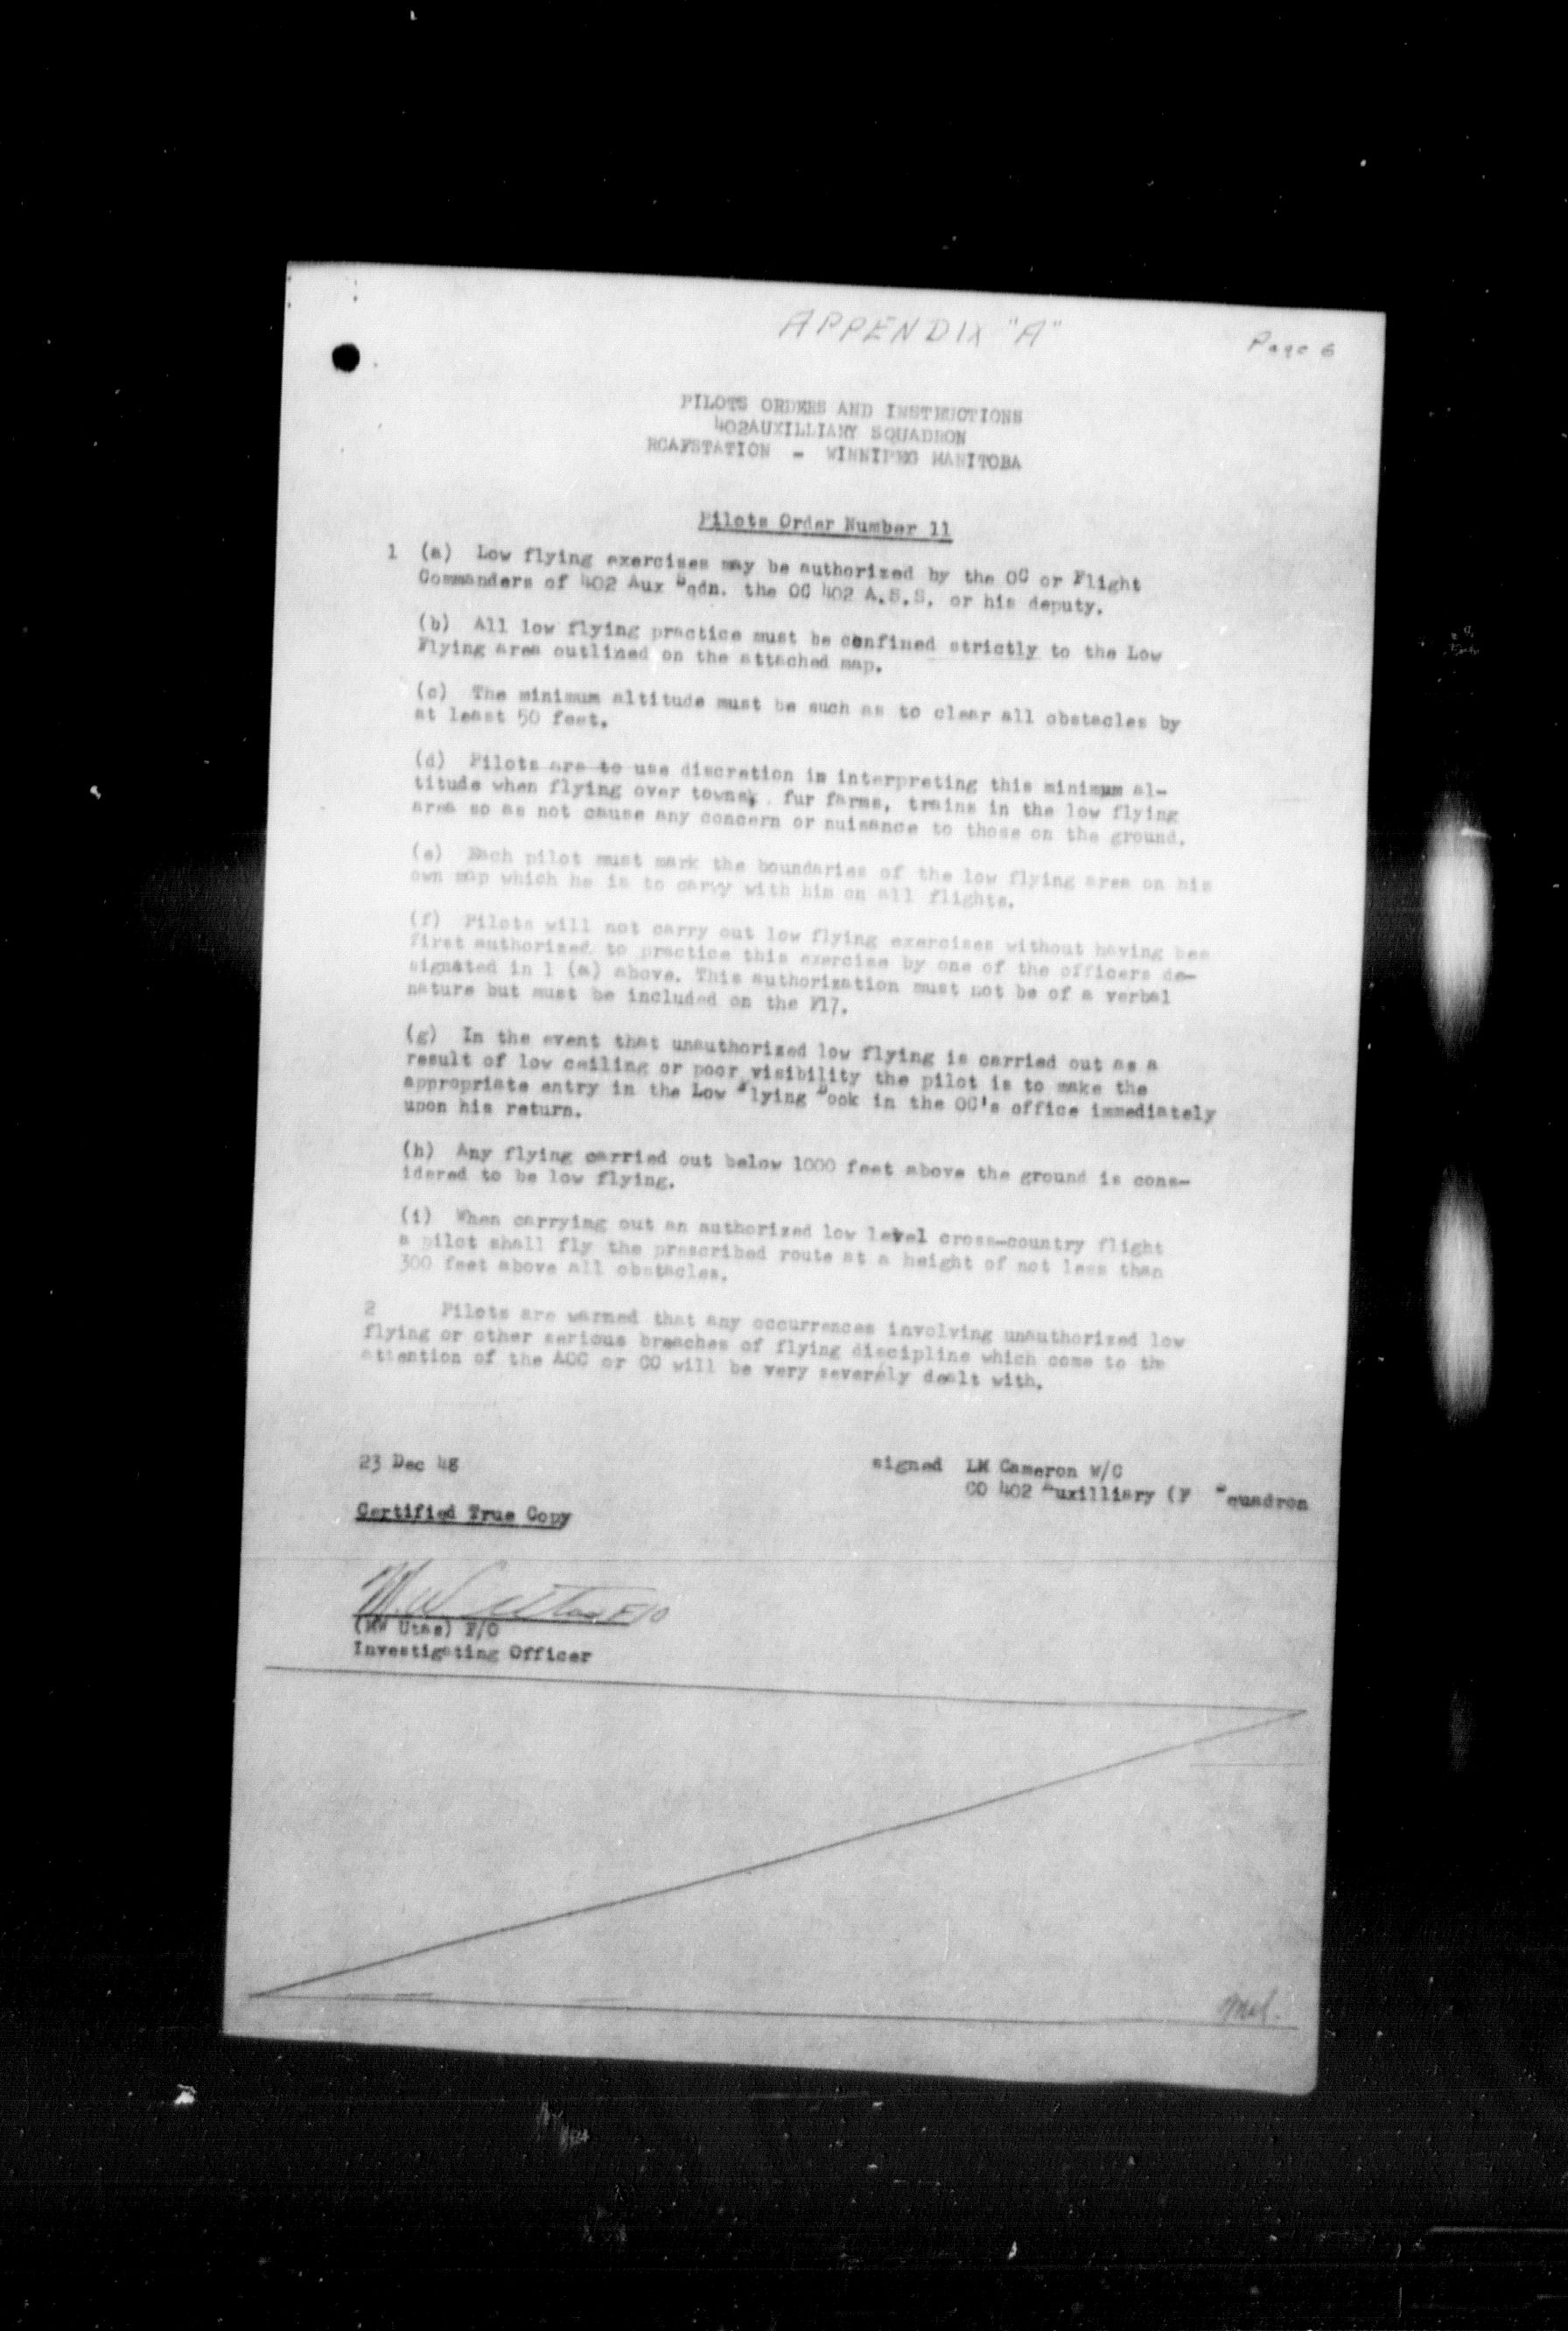 APPENDIX "A"
Page 6
PILOTS ORDERS AND INSTRUCTIONS
402AUXILLIARY SQUADRON
RCAFSTATION - WINNIPEG MANITOBA
Pilots Order Number 11
1 (a) Low flying exercises may be authorized by the OC or Flight
Commanders of 402 Aux Sqdn. the OC 402 A.S.S. or his deputy.
(b) All low flying practice must be confined strictly to the Low
Flying area outlined on the attached map.
(c) The minimum altitude must be such as to clear all obstacles by
at least 50 feet.
(d) Pilots are to use discretion in interpreting this minimum al-
titude when flying over towns, fur farms, trains in the low flying
area so as not cause any concern or nuisance to those on the ground.
(e) Each pilot must mark the boundaries of the low flying area on his
own map which he is to carvy with him on all flights.
(f) Pilots will not carry out low flying exercises without having bee
first authorized to practice this exercise by one of the officers de-
signated in 1 (a) above. This authorization must not be of a verbal
nature but must be included on the F17.
(g) In the event that unauthorized low flying is carried out as a
result of low ceiling or poor visibility the pilot is to make the
appropriate entry in the Low Flying Book in the OC's office immediately
upon his return.
(h) Any flying carried out below 1000 feet above the ground is cons-
idered to be low flying.
(i) When carrying out an authorized low level cross-country flight
a pilot shall fly the prescribed route at a height of not less than
300 feet above all obstacles.
2 Pilots are warned that any occurrences involving unauthorized low
flying or other serious breaches of flying discipline which come to the
attention of the AOC or CO will be very severely dealt with.
23 Dec 48
signed LM Cameron W/C
CO 402 Auxilliary (F Squadron
Certified True Copy
M.W Utas F/O
(MW Utas) F/O
Investigating Officer